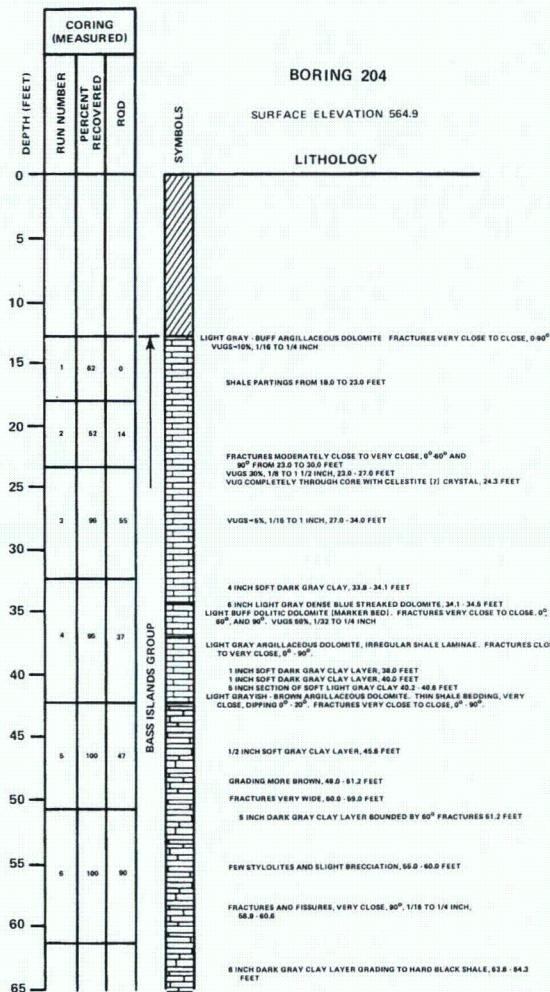 CORING
(MEASURED)
DEPTH (FEET)
RUN NUMBER
PERCENT
RECOVERED
RQD
SYMBOLS
BORING 204
SURFACE ELEVATION 564.9
LITHOLOGY
0
5
10
LIGHT GRAY - BUFF ARGILLACEOUS DOLOMITE FRACTURES VERY CLOSE TO CLOSE, 0-90°
VUGS~10%, 1/16 TO 1/4 INCH
15
1 62 0
SHALE PARTINGS FROM 18.0 TO 23.0 FEET
20
2 52 14
FRACTURES MODERATELY CLOSE TO VERY CLOSE, 0°-60° AND
90° FROM 23.0 TO 30.0 FEET
VUGS 30%, 1/8 TO 1 1/2 INCH, 23.0 - 27.0 FEET
VUG COMPLETELY THROUGH CORE WITH CELESTITE (?) CRYSTAL, 24.3 FEET
25
3 96 55
VUGS~5%, 1/16 TO 1 INCH, 27.0 - 34.0 FEET
30
4 INCH SOFT DARK GRAY CLAY, 33.8 - 34.1 FEET
6 INCH LIGHT GRAY DENSE BLUE STREAKED DOLOMITE, 34.1 - 34.6 FEET
LIGHT BUFF OOLITIC DOLOMITE (MARKER BED). FRACTURES VERY CLOSE TO CLOSE. 0°,
60°, AND 90°. VUGS 50%, 1/32 TO 1/4 INCH
35
4 95 37
LIGHT GRAY ARGILLACEOUS DOLOMITE, IRREGULAR SHALE LAMINAE. FRACTURES CLOS
TO VERY CLOSE, 0° - 90°.
1 INCH SOFT DARK GRAY CLAY LAYER, 38.0 FEET
1 INCH SOFT DARK GRAY CLAY LAYER, 40.0 FEET
5 INCH SECTION OF SOFT LIGHT GRAY CLAY 40.2 - 40.6 FEET
LIGHT GRAYISH - BROWN ARGILLACEOUS DOLOMITE. THIN SHALE BEDDING, VERY
CLOSE, DIPPING 0° - 20°. FRACTURES VERY CLOSE TO CLOSE, 0° - 90°.
40
BASS ISLANDS GROUP
45
5 100 47
1/2 INCH SOFT GRAY CLAY LAYER, 45.8 FEET
GRADING MORE BROWN, 48.0 - 51.2 FEET
FRACTURES VERY WIDE, 50.0 - 59.0 FEET
50
5 INCH DARK GRAY CLAY LAYER BOUNDED BY 60° FRACTURES 51.2 FEET
55
6 100 90
FEW STYLOLITES AND SLIGHT BRECCIATION, 55.0 - 60.0 FEET
FRACTURES AND FISSURES, VERY CLOSE, 90°, 1/16 TO 1/4 INCH,
58.8 - 60.6
60
6 INCH DARK GRAY CLAY LAYER GRADING TO HARD BLACK SHALE, 63.8 - 64.3
FEET
65